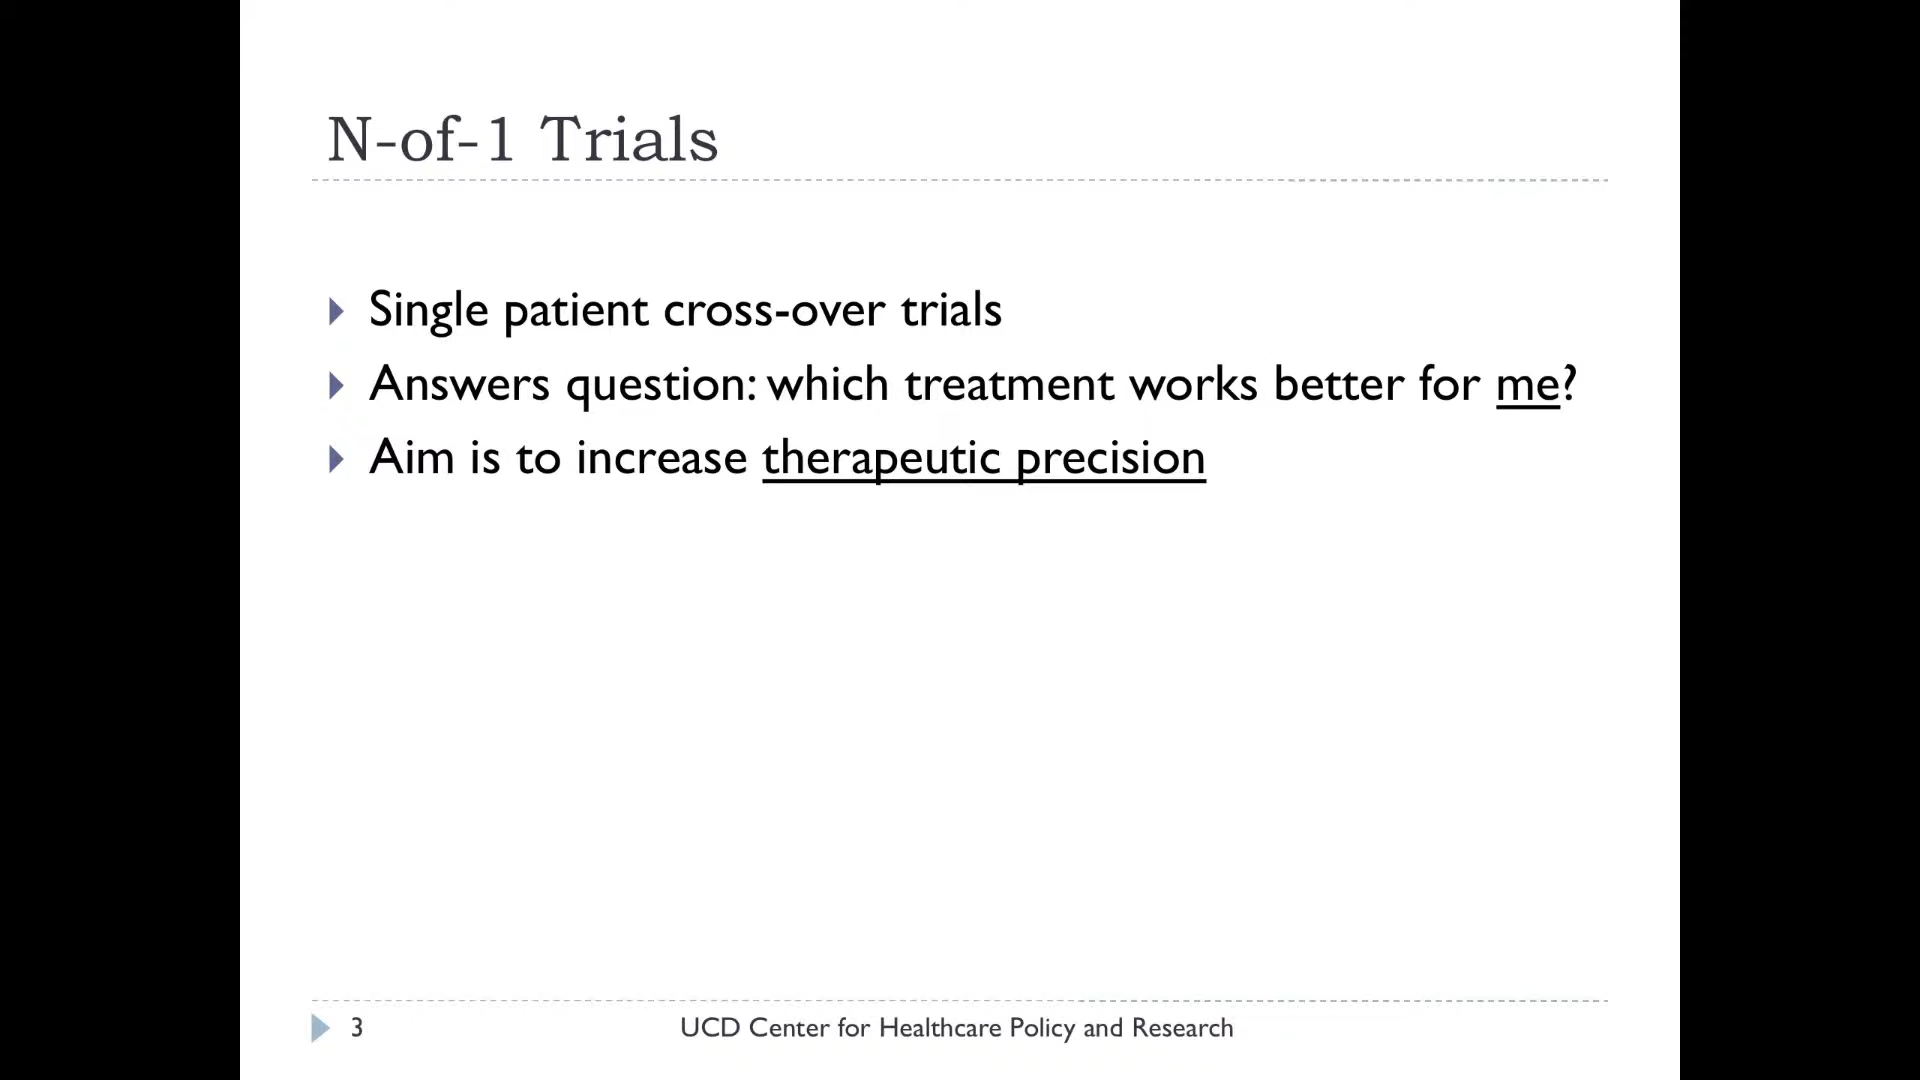 N-of-1 Trials
Single patient cross-over trials
Answers question: which treatment works better for me?
Aim is to increase therapeutic precision
3
UCD Center for Healthcare Policy and Research